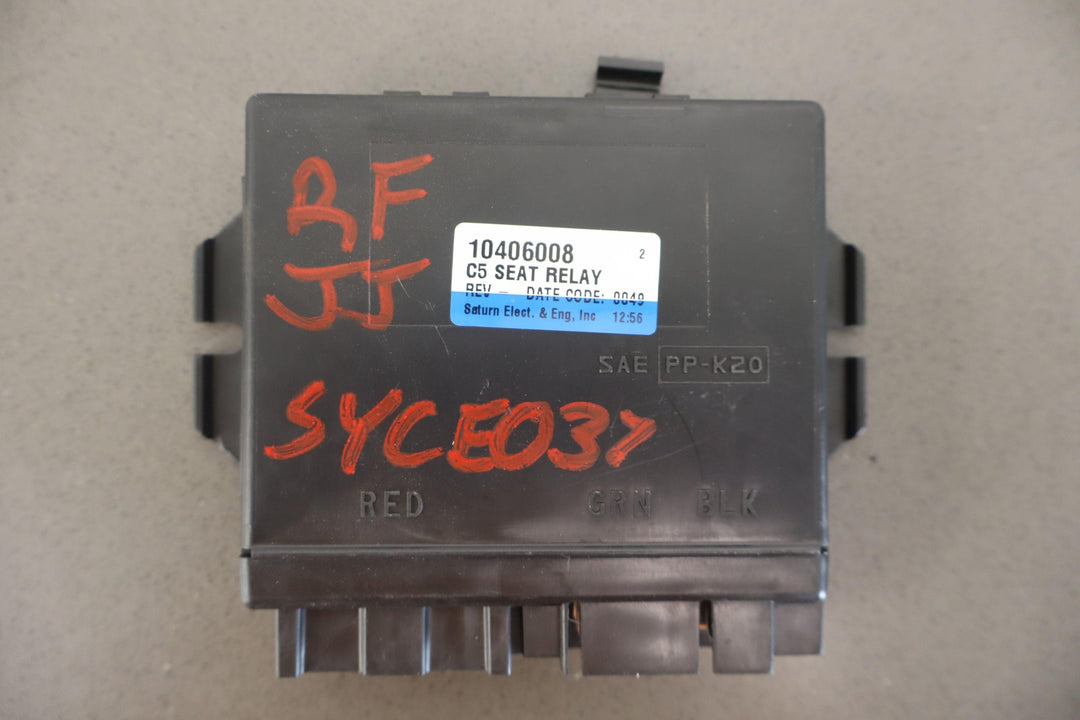 RF
JJ
10406008 2
C5 SEAT RELAY
REV – DATE CODE: 0049
Saturn Elect. & Eng, Inc 12:56
SAE PP-K20
SYCE037
RED GRN BLK